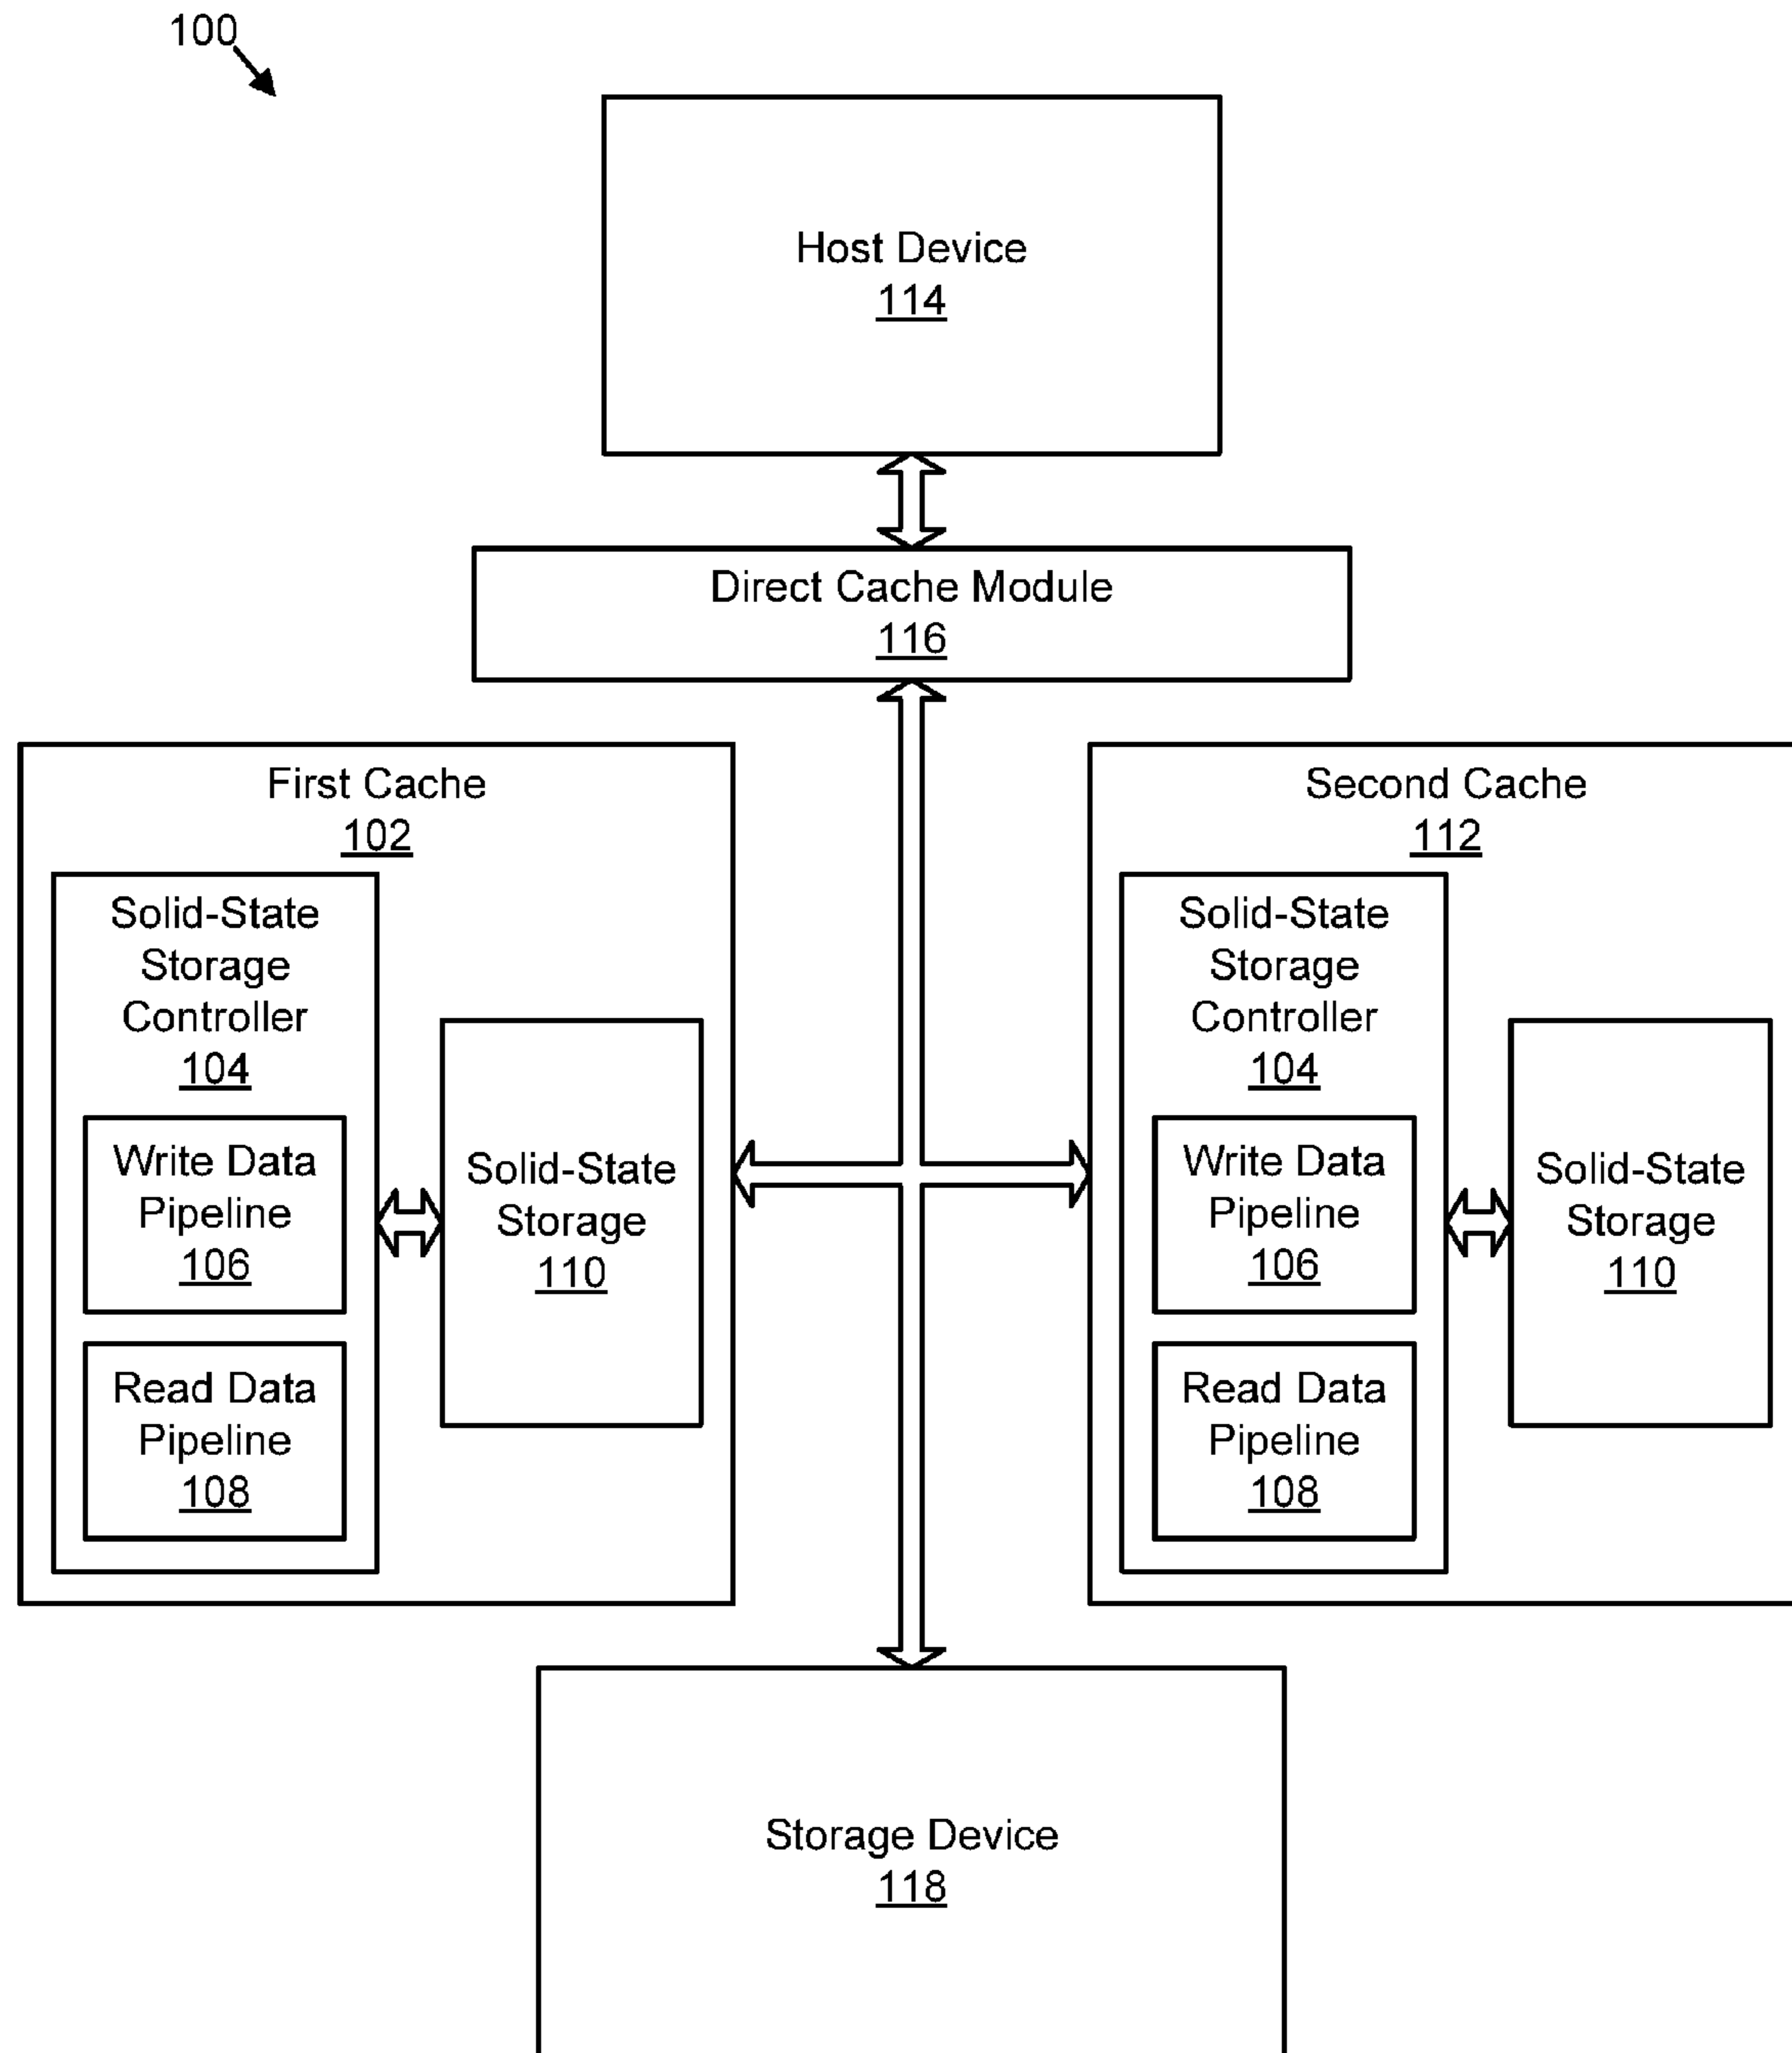 100
Host Device
114
Direct Cache Module
116
First Cache
102
Solid-State
Storage
Controller
104
Write Data
Pipeline
106
Read Data
Pipeline
108
Solid-State
Storage
110
Second Cache
112
Solid-State
Storage
Controller
104
Write Data
Pipeline
106
Read Data
Pipeline
108
Solid-State
Storage
110
Storage Device
118